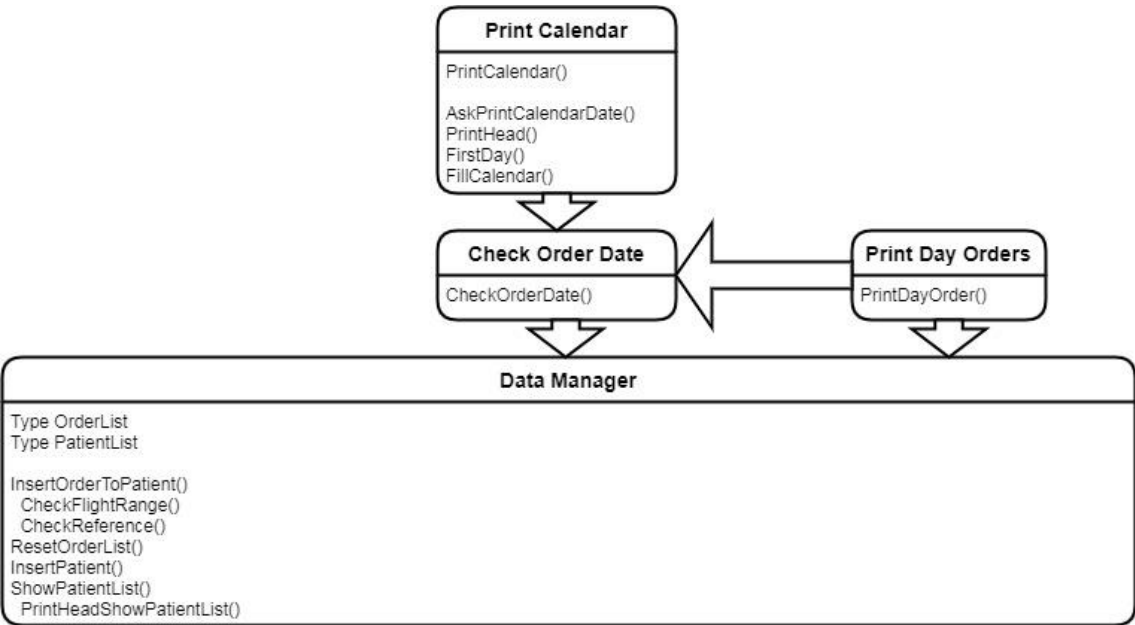 Print Calendar
PrintCalendar()
AskPrintCalendarDate()
PrintHead()
FirstDay()
FillCalendar()
Check Order Date
CheckOrderDate()
Print Day Orders
PrintDayOrder()
Data Manager
Type OrderList
Type PatientList
InsertOrderToPatient()
CheckFlightRange()
CheckReference()
ResetOrderList()
InsertPatient()
ShowPatientList()
PrintHeadShowPatientList()